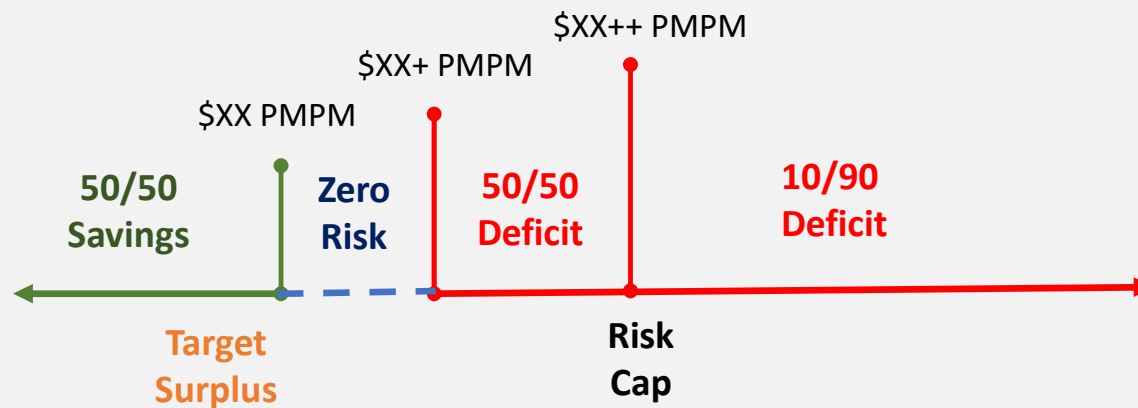 $XX++ PMPM
$XX+ PMPM
$XX PMPM
50/50
Savings
Zero
Risk
50/50
Deficit
10/90
Deficit
Target
Surplus
Risk
Cap